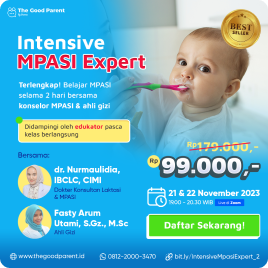 The Good Parent
BEST
SELLER
Intensive
MPASI Expert
Terlengkap! Belajar MPASI
selama 2 hari bersama
konselor MPASI & ahli gizi
Didampingi oleh edukator pasca
kelas berlangsung
Bersama:
dr. Nurmaulidia,
IBCLC, CIMI
Dokter Konsultan Laktasi
& MPASI
Fasty Arum
Utami, S.Gz., M.Sc
Ahli Gizi
Rp 179.000,-
Rp 99.000,-
21 & 22 November 2023
19.00 - 20.30 WIB
Daftar Sekarang!
www.thegoodparent.id
0812-2000-3470
bit.ly/IntensiveMpasiExpert_2